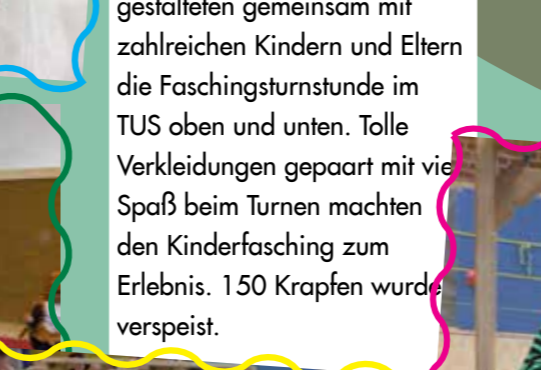 gestalteten gemeinsam mit
zahlreichen Kindern und Eltern
die Faschingsturnstunde im
TUS oben und unten. Tolle
Verkleidungen gepaart mit vie
Spaß beim Turnen machten
den Kinderfasching zum
Erlebnis. 150 Krapfen wurde
verspeist.